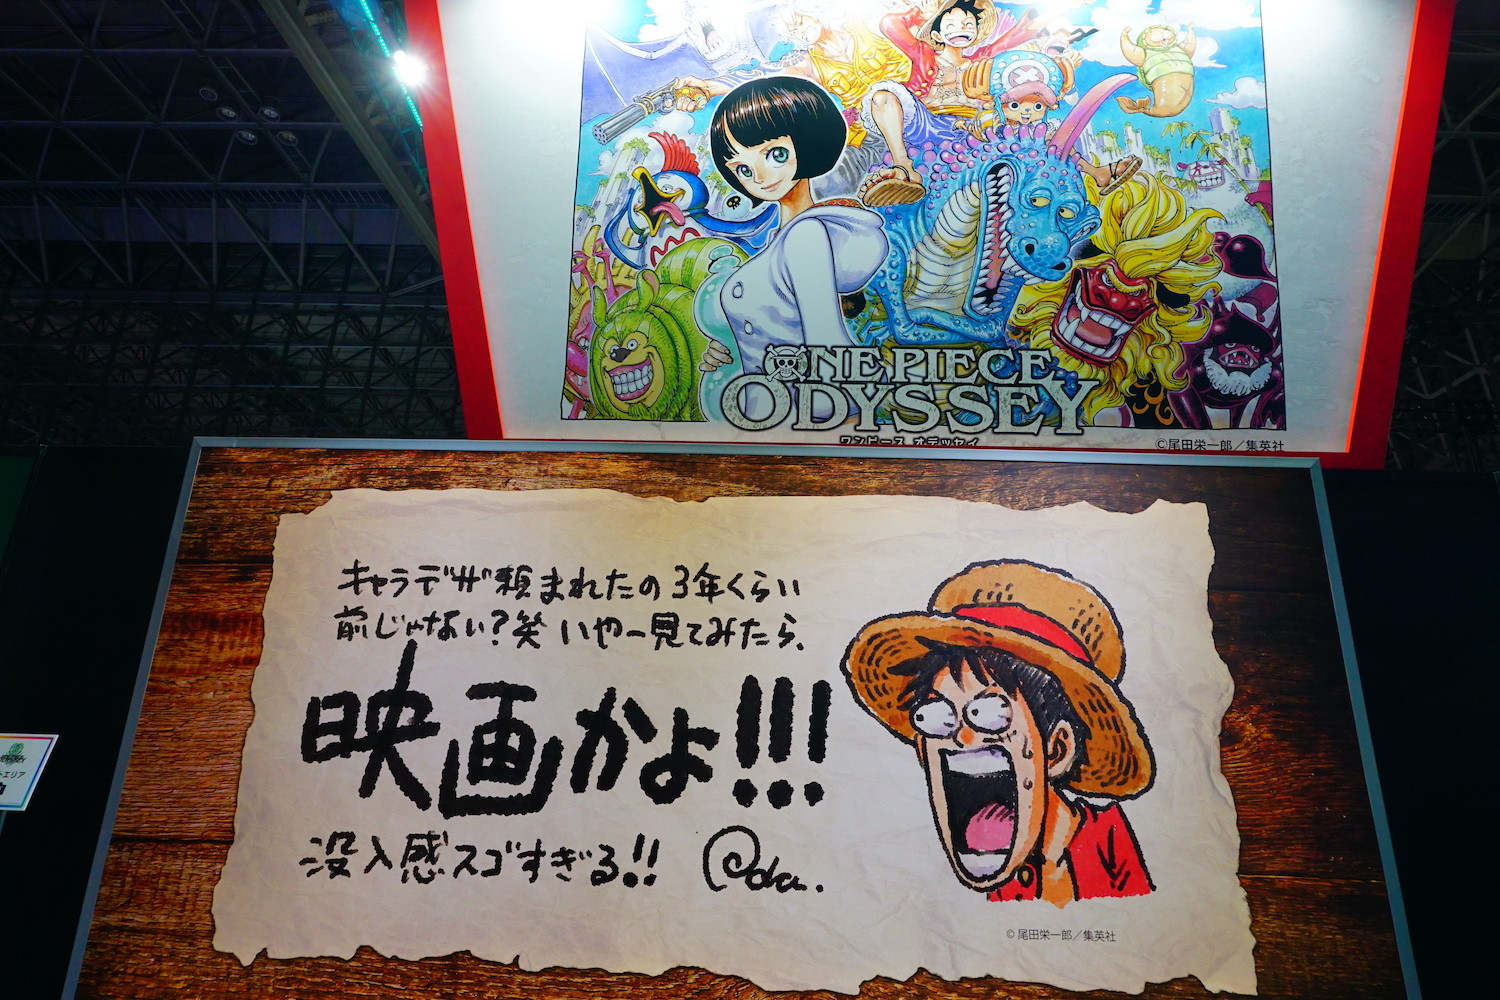 ONE PIECE
ODYSSEY
ワンピース オデッセイ
©尾田栄一郎／集英社
キャラデザ頼まれたの3年くらい
前じゃない?笑 いやー見てみたら、
映画かよ!!!
没入感スゴすぎる!! Oda.
©尾田栄一郎／集英社
エリア